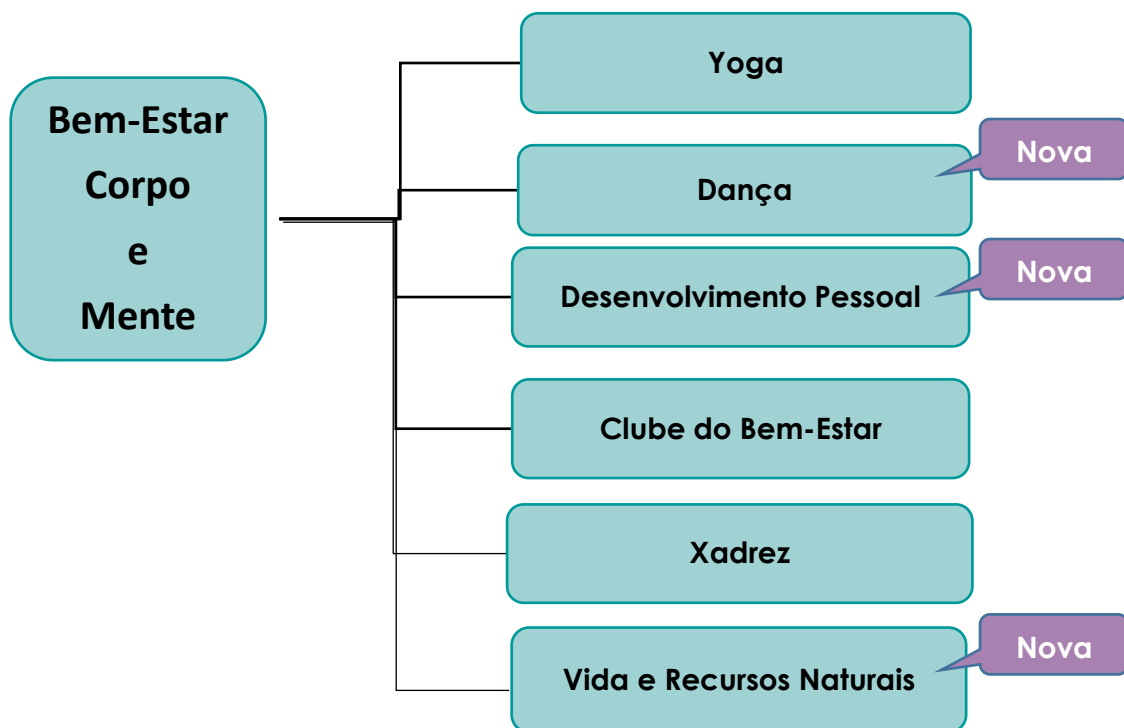 Bem-Estar
Corpo
e
Mente
Yoga
Dança
Nova
Desenvolvimento Pessoal
Nova
Clube do Bem-Estar
Xadrez
Vida e Recursos Naturais
Nova